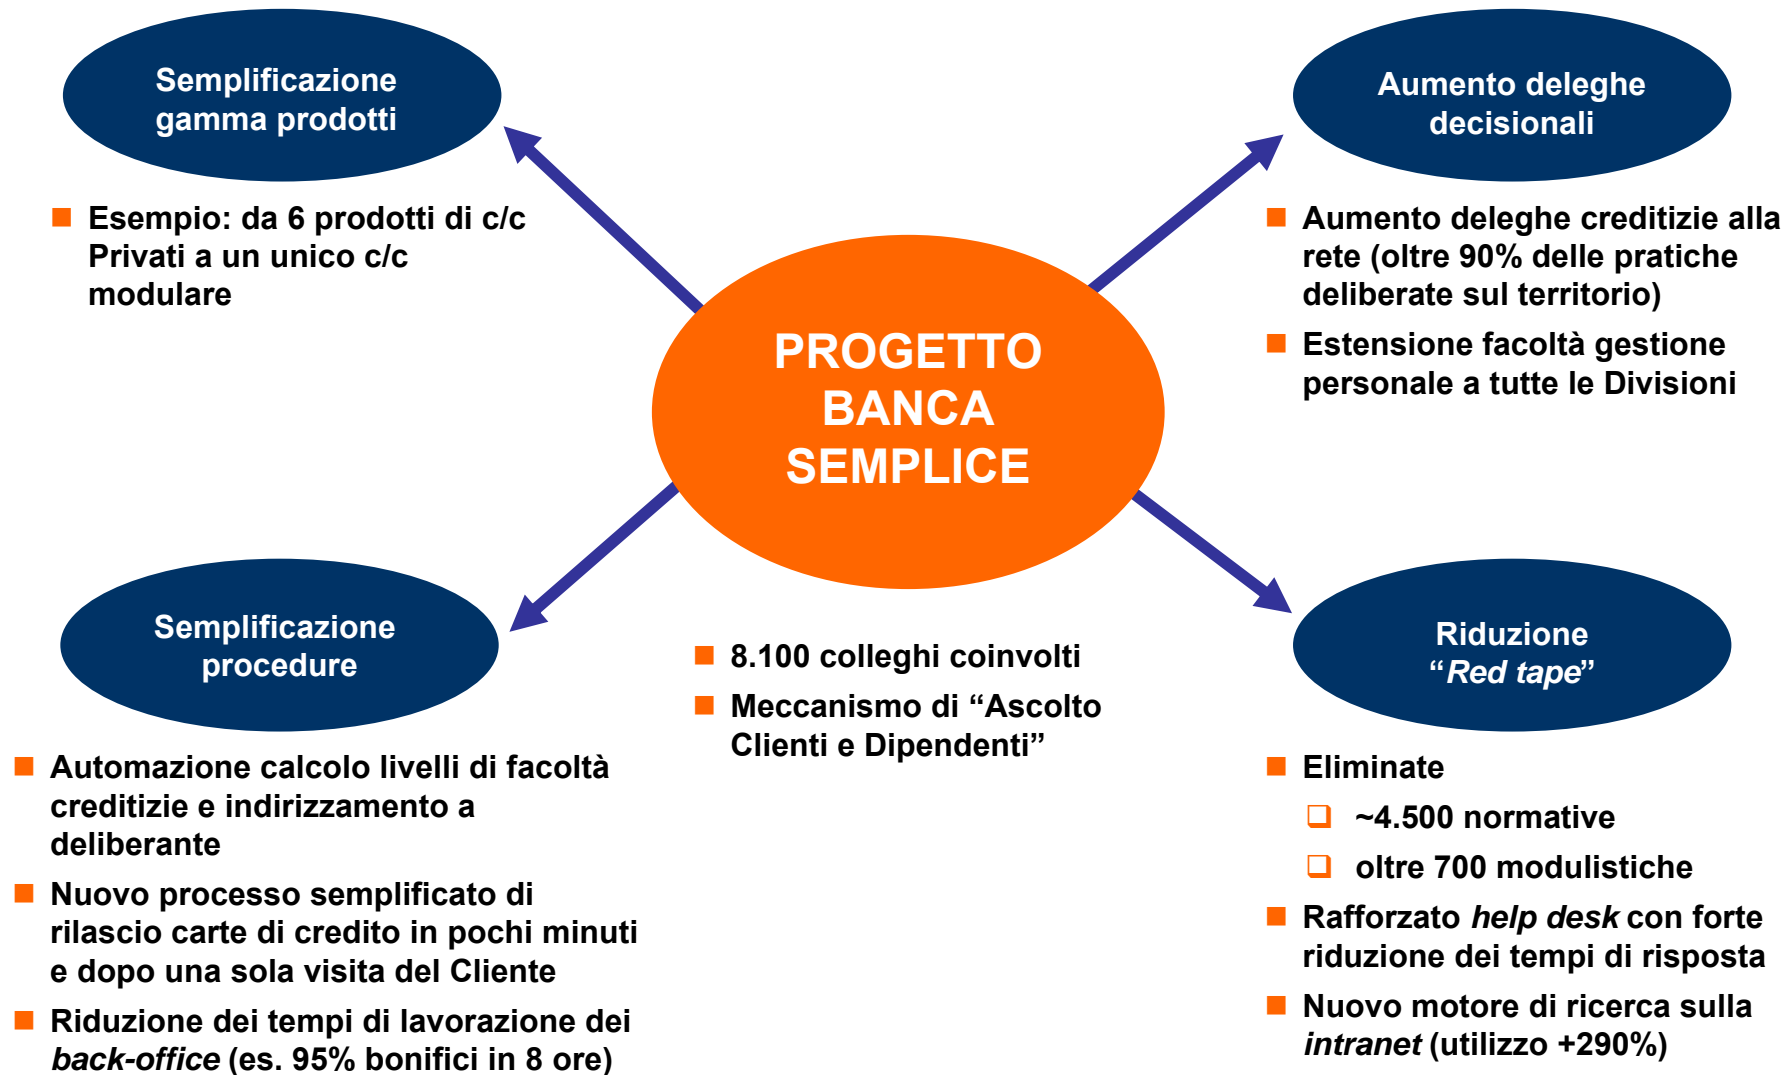 Semplificazione
gamma prodotti
Esempio: da 6 prodotti di c/c
Privati a un unico c/c
modulare
Aumento deleghe
decisionali
Aumento deleghe creditizie alla
rete (oltre 90% delle pratiche
deliberate sul territorio)
Estensione facoltà gestione
personale a tutte le Divisioni
PROGETTO
BANCA
SEMPLICE
8.100 colleghi coinvolti
Meccanismo di “Ascolto
Clienti e Dipendenti”
Semplificazione
procedure
Automazione calcolo livelli di facoltà
creditizie e indirizzamento a
deliberante
Nuovo processo semplificato di
rilascio carte di credito in pochi minuti
e dopo una sola visita del Cliente
Riduzione dei tempi di lavorazione dei
back-office (es. 95% bonifici in 8 ore)
Riduzione
“Red tape”
Eliminate
~4.500 normative
oltre 700 modulistiche
Rafforzato help desk con forte
riduzione dei tempi di risposta
Nuovo motore di ricerca sulla
intranet (utilizzo +290%)